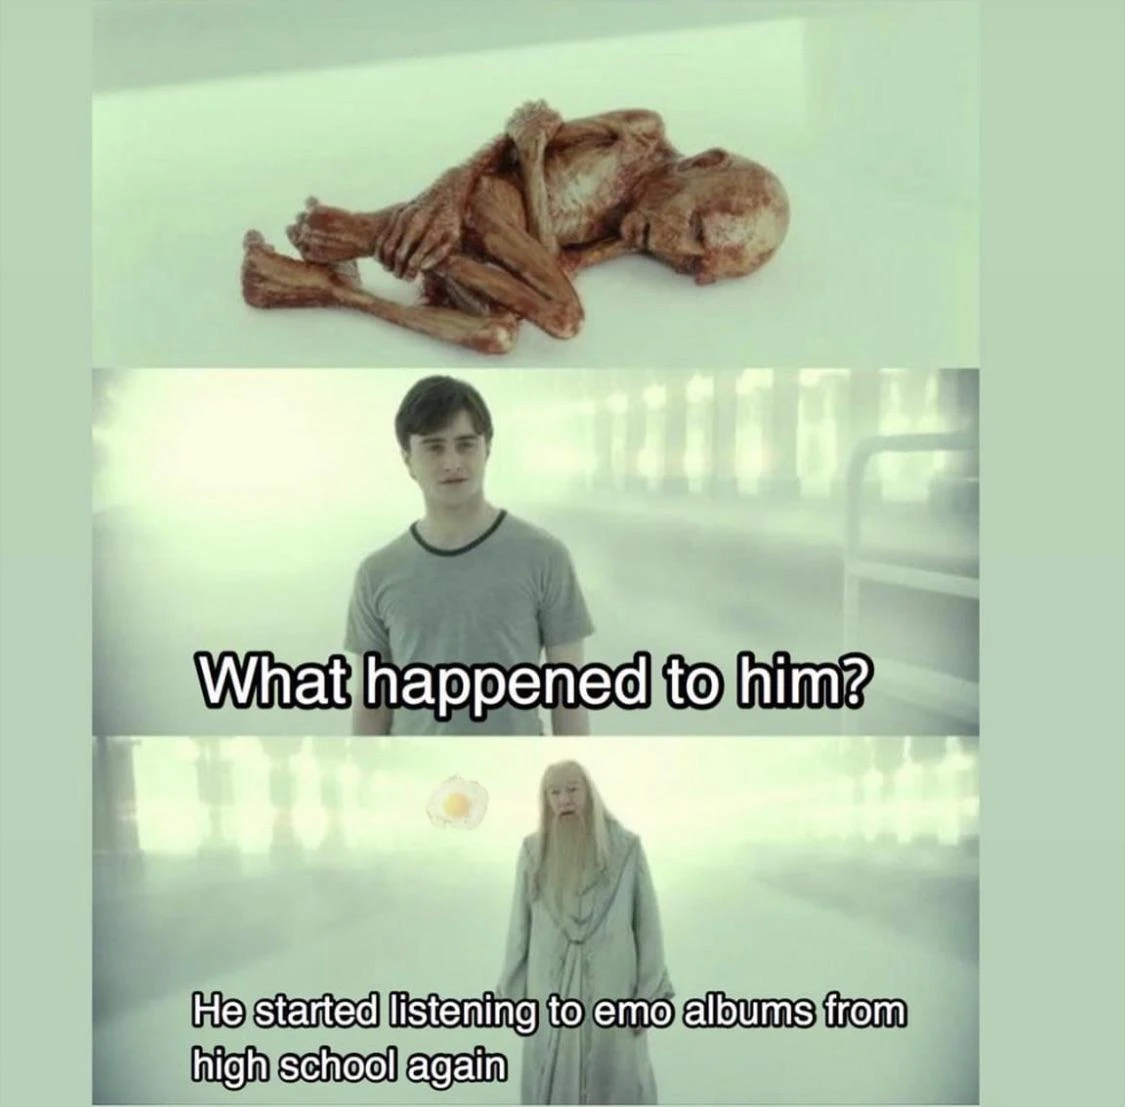 What happened to him?
He started listening to emo albums from
high school again